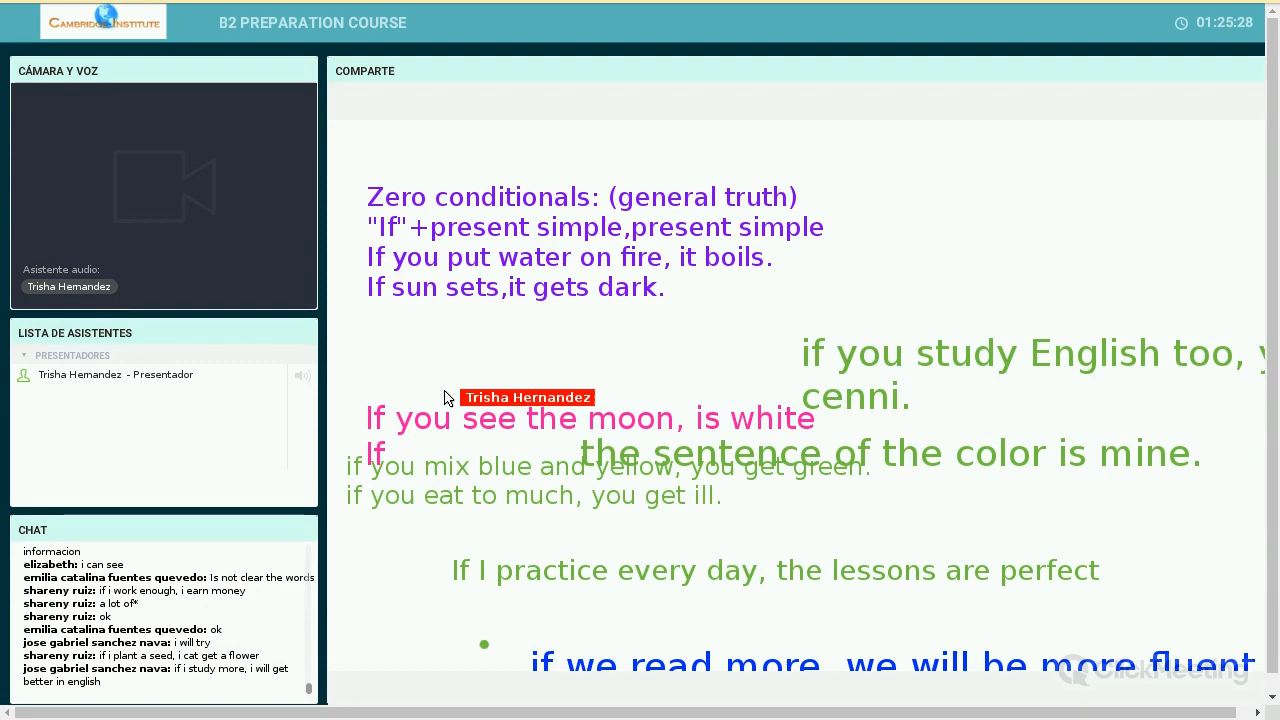 CAMBRIDGE INSTITUTE
B2 PREPARATION COURSE
01:25:28
CÁMARA Y VOZ
Asistente audio:
Trisha Hernandez
LISTA DE ASISTENTES
PRESENTADORES
Trisha Hernandez - Presentador
CHAT
informacion
elizabeth: i can see
emilia catalina fuentes quevedo: Is not clear the words
shareny ruiz: if i work enough, i earn money
shareny ruiz: a lot of*
shareny ruiz: ok
emilia catalina fuentes quevedo: ok
jose gabriel sanchez nava: i will try
shareny ruiz: if i plant a seed, i cat get a flower
jose gabriel sanchez nava: if i study more, i will get
better in english
COMPARTE
Zero conditionals: (general truth)
"If"+present simple,present simple
If you put water on fire, it boils.
If sun sets,it gets dark.
if you study English too, y
cenni.
Trisha Hernandez
If you see the moon, is white
If
the sentence of the color is mine.
if you mix blue and yellow, you get green.
if you eat to much, you get ill.
If I practice every day, the lessons are perfect
if we read more, we will be more fluent
ClickMeeting